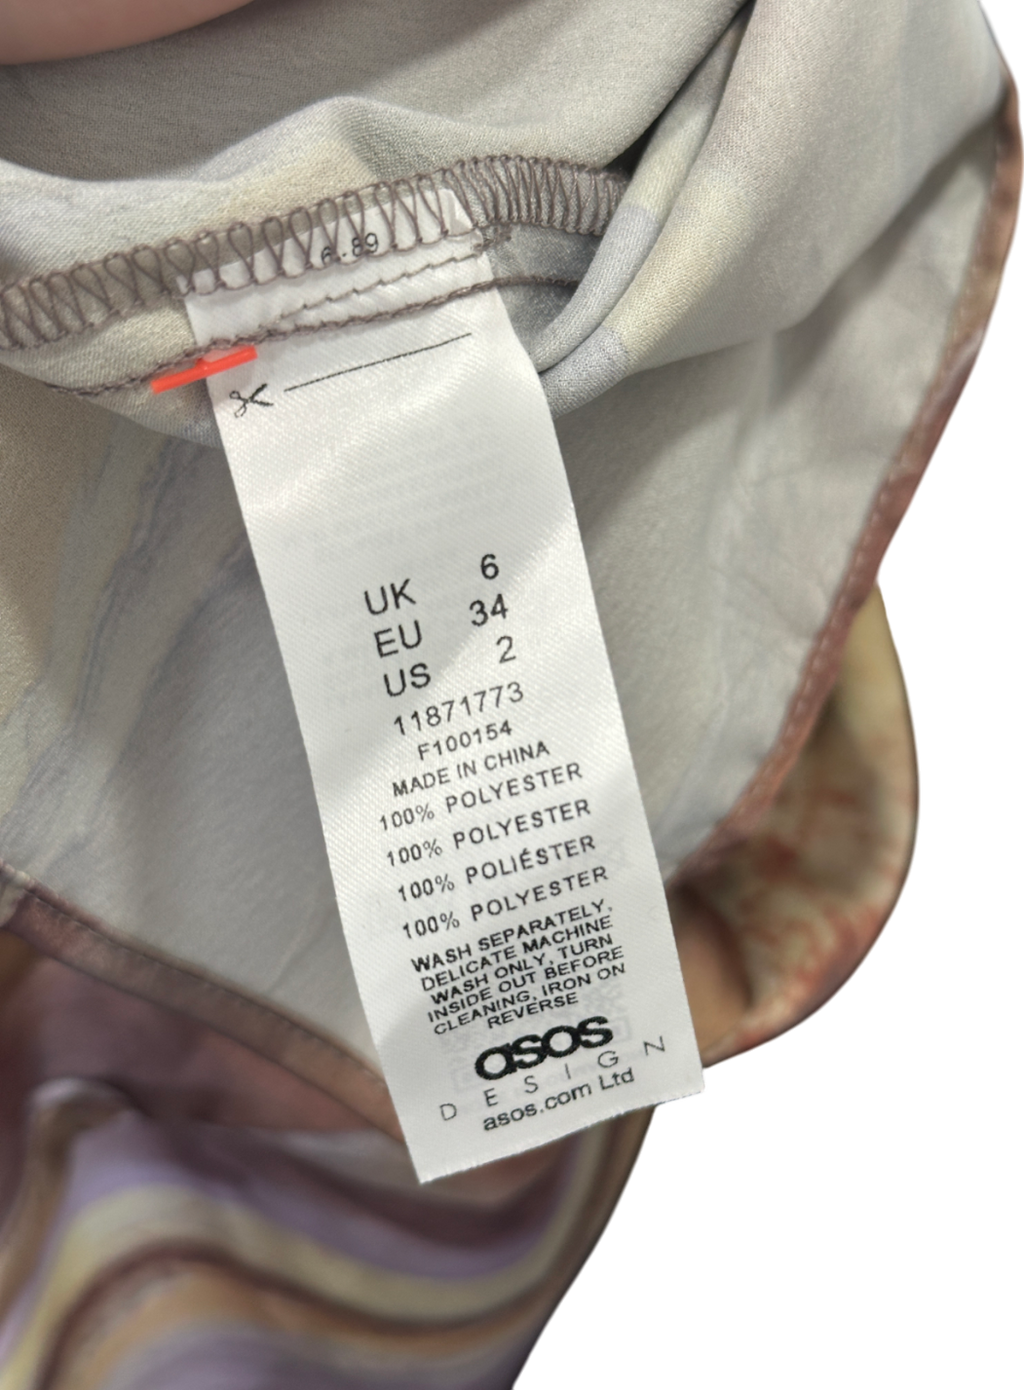 6.89
UK 6
EU 34
US 2
11871773
F100154
MADE IN CHINA
100% POLYESTER
100% POLYESTER
100% POLIÉSTER
100% POLYESTER
WASH SEPARATELY,
DELICATE MACHINE
WASH ONLY, TURN
INSIDE OUT BEFORE
CLEANING, IRON ON
REVERSE
asos
DESIGN
asos.com Ltd